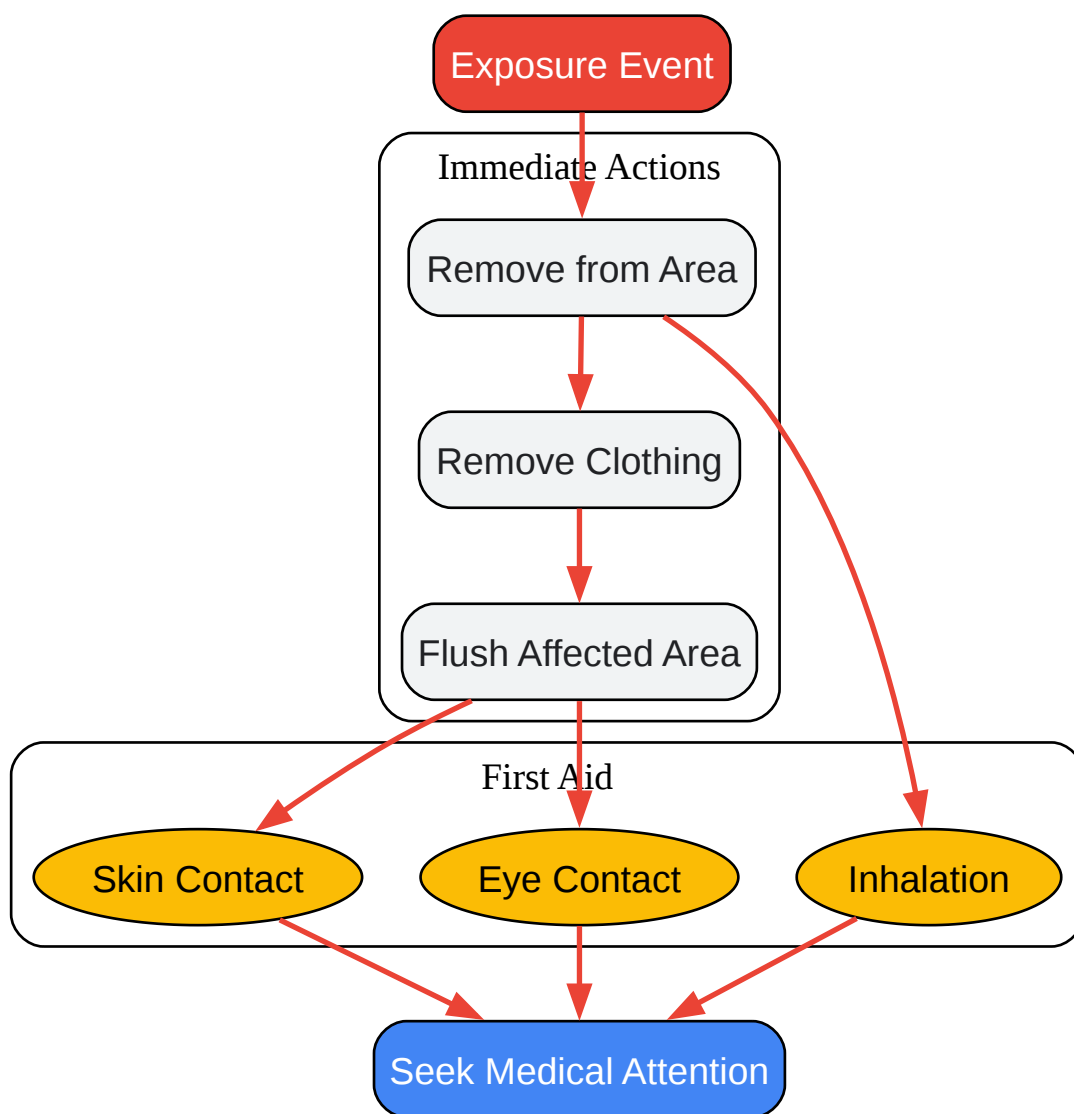 Exposure Event
Immediate Actions
Remove from Area
Remove Clothing
Flush Affected Area
First Aid
Skin Contact
Eye Contact
Inhalation
Seek Medical Attention